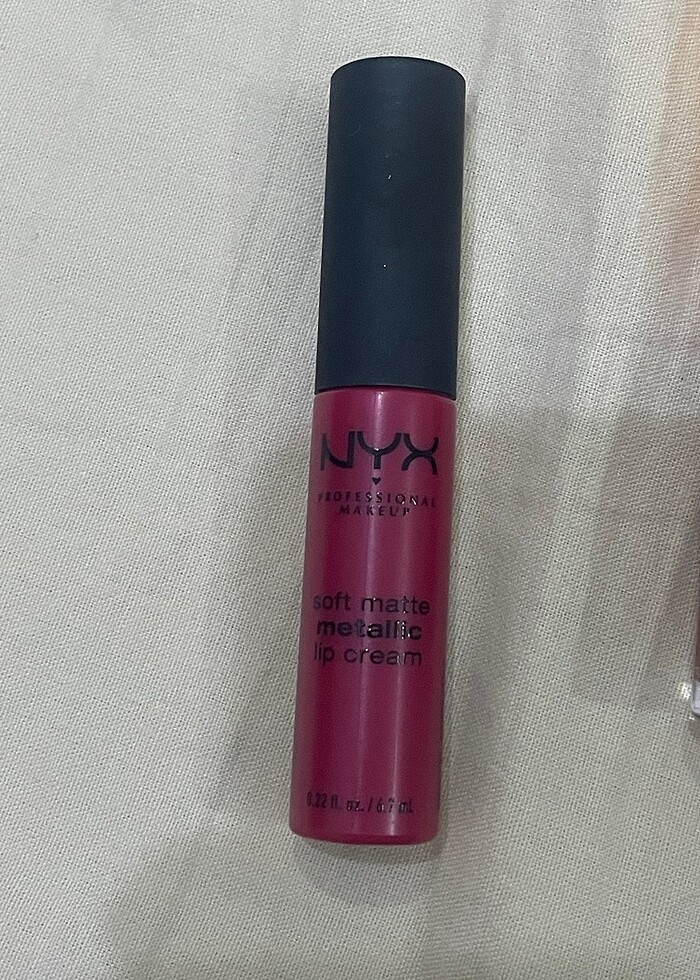 NYX
PROFESSIONAL
MAKEUP
soft matte
metallic
lip cream
0.22 fl. oz. / 6.7 mL